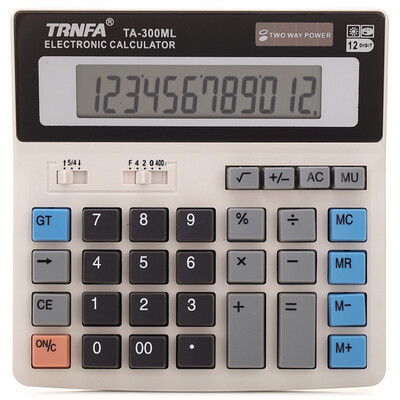 TRNFA TA-300ML
ELECTRONIC CALCULATOR
TWO WAY POWER
12 DIGIT
123456789012.
↑5/4↓
F 4 2 0 ADD2
√ +/− AC MU
GT 7 8 9 % ÷ MC
→ 4 5 6 × − MR
CE 1 2 3 + = M−
ON/C 0 00 • M+